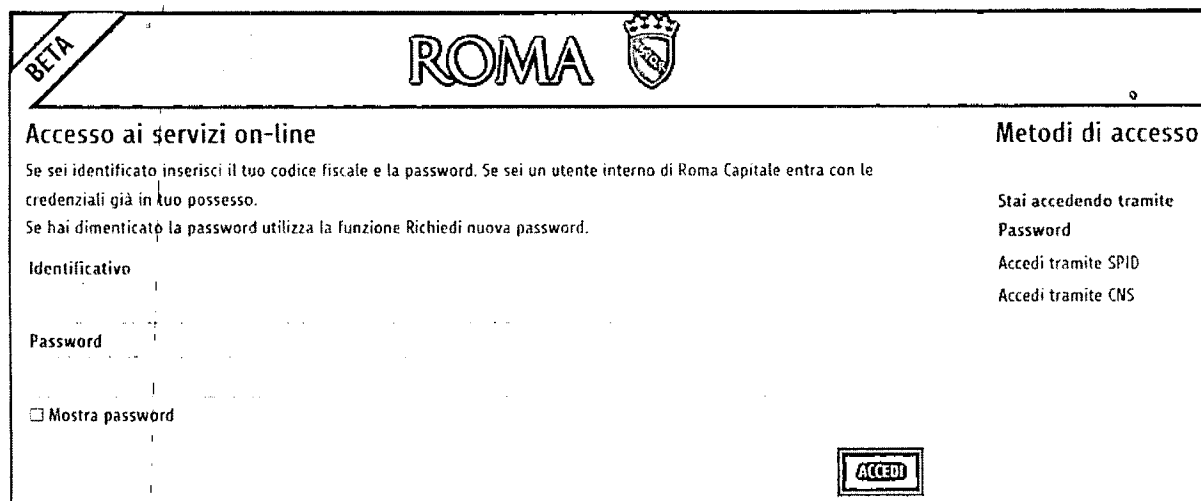 BETA
ROMA
SPQR
Accesso ai servizi on-line
Se sei identificato inserisci il tuo codice fiscale e la password. Se sei un utente interno di Roma Capitale entra con le
credenziali già in tuo possesso.
Se hai dimenticato la password utilizza la funzione Richiedi nuova password.
Identificativo
Password
Mostra password
ACCEDI
Metodi di accesso
Stai accedendo tramite
Password
Accedi tramite SPID
Accedi tramite CNS